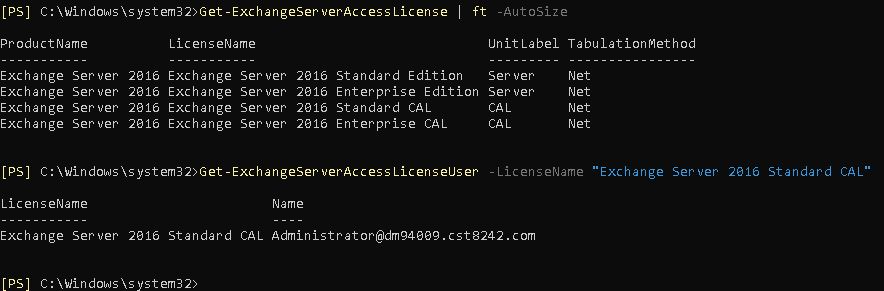 [PS] C:\Windows\system32>Get-ExchangeServerAccessLicense | ft -AutoSize
ProductName LicenseName UnitLabel TabulationMethod
----------- ----------- --------- ----------------
Exchange Server 2016 Exchange Server 2016 Standard Edition Server Net
Exchange Server 2016 Exchange Server 2016 Enterprise Edition Server Net
Exchange Server 2016 Exchange Server 2016 Standard CAL CAL Net
Exchange Server 2016 Exchange Server 2016 Enterprise CAL CAL Net
[PS] C:\Windows\system32>Get-ExchangeServerAccessLicenseUser -LicenseName "Exchange Server 2016 Standard CAL"
LicenseName Name
----------- ----
Exchange Server 2016 Standard CAL Administrator@dm94009.cst8242.com
[PS] C:\Windows\system32>